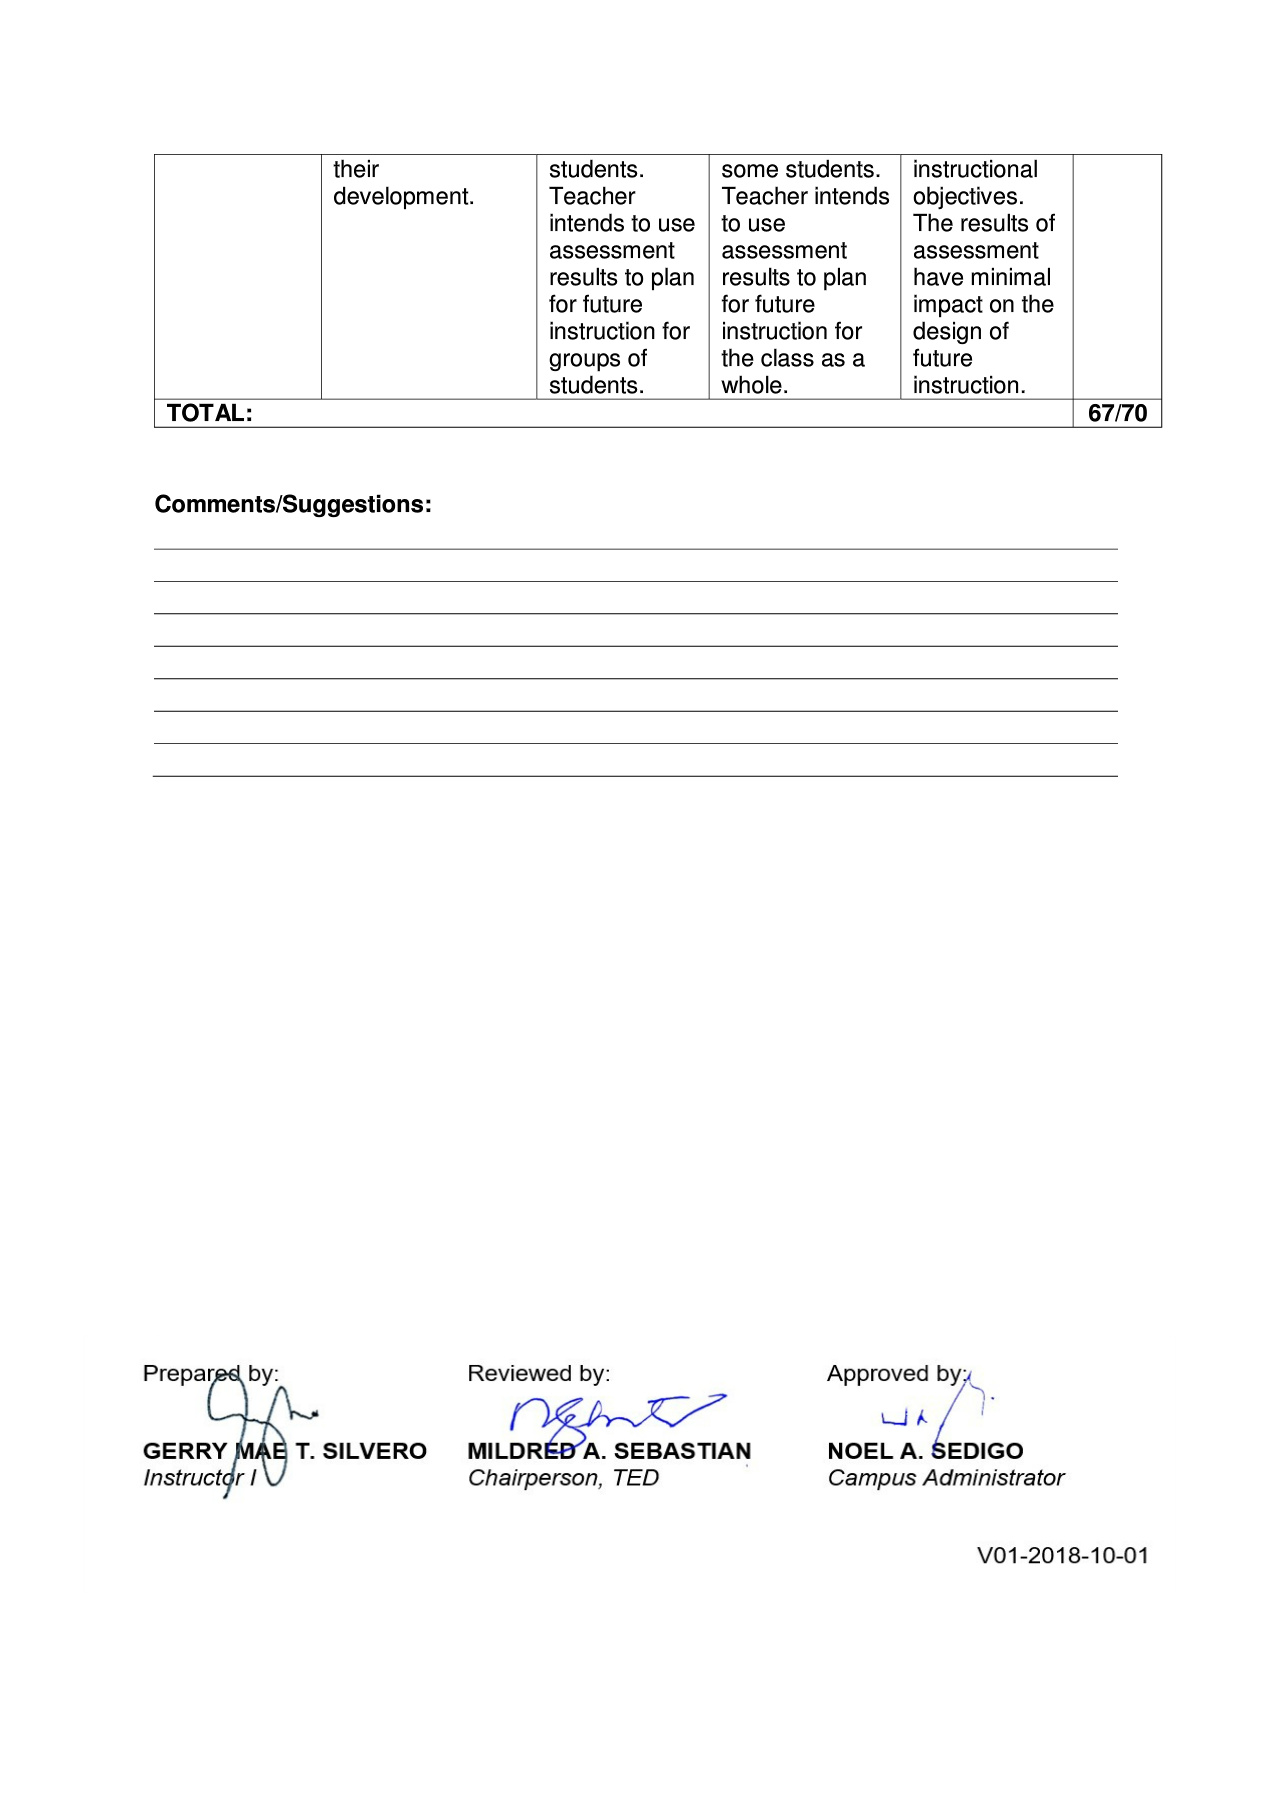 their
development.
students.
Teacher
intends to use
assessment
results to plan
for future
instruction for
groups of
students.
some students.
Teacher intends
to use
assessment
results to plan
for future
instruction for
the class as a
whole.
instructional
objectives.
The results of
assessment
have minimal
impact on the
design of
future
instruction.
TOTAL: 67/70
Comments/Suggestions:
Prepared by: Reviewed by: Approved by:
GERRY MAE T. SILVERO MILDRED A. SEBASTIAN NOEL A. SEDIGO
Instructor I Chairperson, TED Campus Administrator
V01-2018-10-01